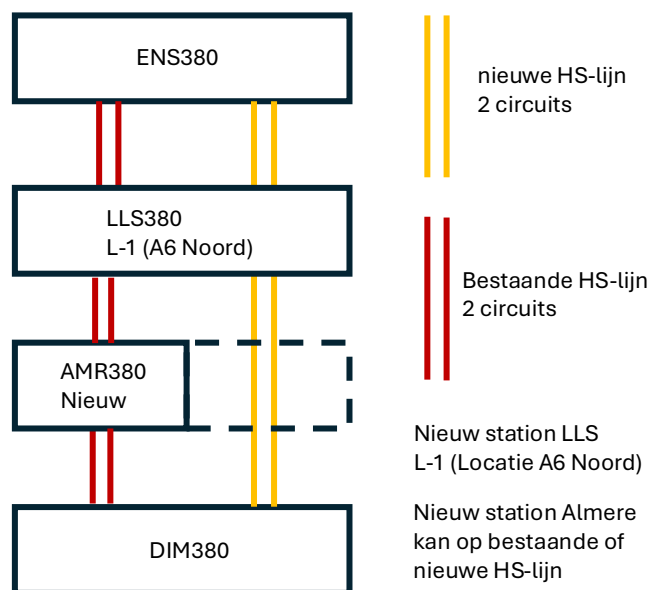 ENS380
nieuwe HS-lijn
2 circuits
LLS380
L-1 (A6 Noord)
Bestaande HS-lijn
2 circuits
AMR380
Nieuw
Nieuw station LLS
L-1 (Locatie A6 Noord)
Nieuw station Almere
kan op bestaande of
nieuwe HS-lijn
DIM380